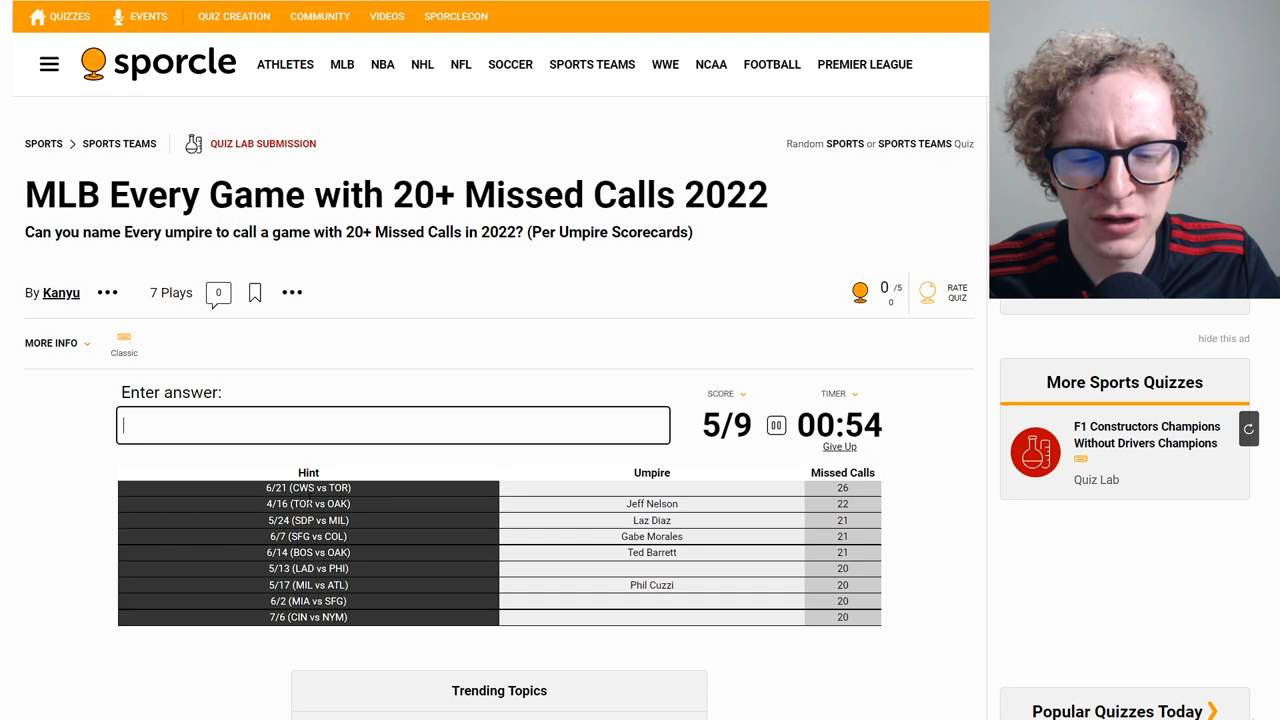 QUIZZES EVENTS QUIZ CREATION COMMUNITY VIDEOS SPORCLECON
sporcle ATHLETES MLB NBA NHL NFL SOCCER SPORTS TEAMS WWE NCAA FOOTBALL PREMIER LEAGUE
SPORTS SPORTS TEAMS QUIZ LAB SUBMISSION Random SPORTS or SPORTS TEAMS Quiz
MLB Every Game with 20+ Missed Calls 2022
Can you name Every umpire to call a game with 20+ Missed Calls in 2022? (Per Umpire Scorecards)
By Kanyu 7 Plays 0 0 /5 0 RATE QUIZ
MORE INFO Classic
hide this ad
More Sports Quizzes
F1 Constructors Champions
Without Drivers Champions
Quiz Lab
Enter answer: SCORE TIMER
5/9 00:54
Give Up
Hint Umpire Missed Calls
6/21 (CWS vs TOR) 26
4/16 (TOR vs OAK) Jeff Nelson 22
5/24 (SDP vs MIL) Laz Diaz 21
6/7 (SFG vs COL) Gabe Morales 21
6/14 (BOS vs OAK) Ted Barrett 21
5/13 (LAD vs PHI) 20
5/17 (MIL vs ATL) Phil Cuzzi 20
6/2 (MIA vs SFG) 20
7/6 (CIN vs NYM) 20
Trending Topics
Popular Quizzes Today